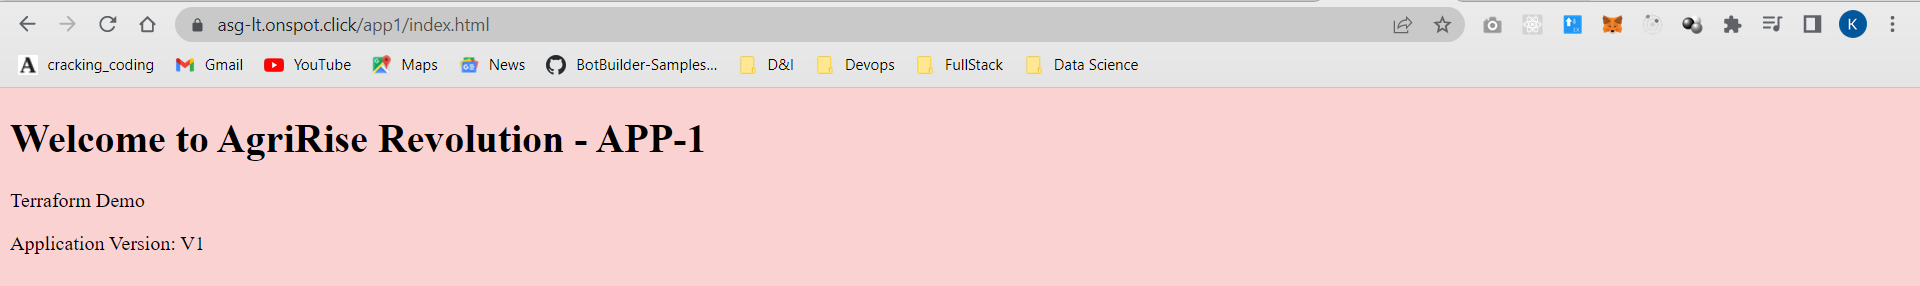 asg-lt.onspot.click/app1/index.html
K
A cracking_coding Gmail YouTube Maps News BotBuilder-Samples... D&I Devops FullStack Data Science
Welcome to AgriRise Revolution - APP-1
Terraform Demo
Application Version: V1